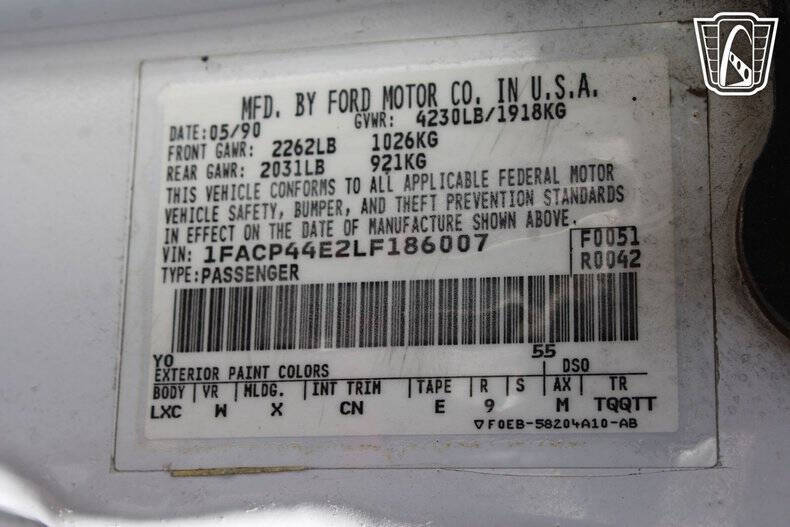 MFD. BY FORD MOTOR CO. IN U.S.A.
DATE: 05/90 GVWR: 4230LB/1918KG
FRONT GAWR: 2262LB 1026KG
REAR GAWR: 2031LB 921KG
THIS VEHICLE CONFORMS TO ALL APPLICABLE FEDERAL MOTOR
VEHICLE SAFETY, BUMPER, AND THEFT PREVENTION STANDARDS
IN EFFECT ON THE DATE OF MANUFACTURE SHOWN ABOVE.
VIN: 1FACP44E2LF186007 F0051
TYPE: PASSENGER R0042
YO 55
EXTERIOR PAINT COLORS DSO
BODY VR MLDG. INT TRIM TAPE R S AX TR
LXC W X CN E 9 M TQQTT
▽F0EB-58204A10-AB